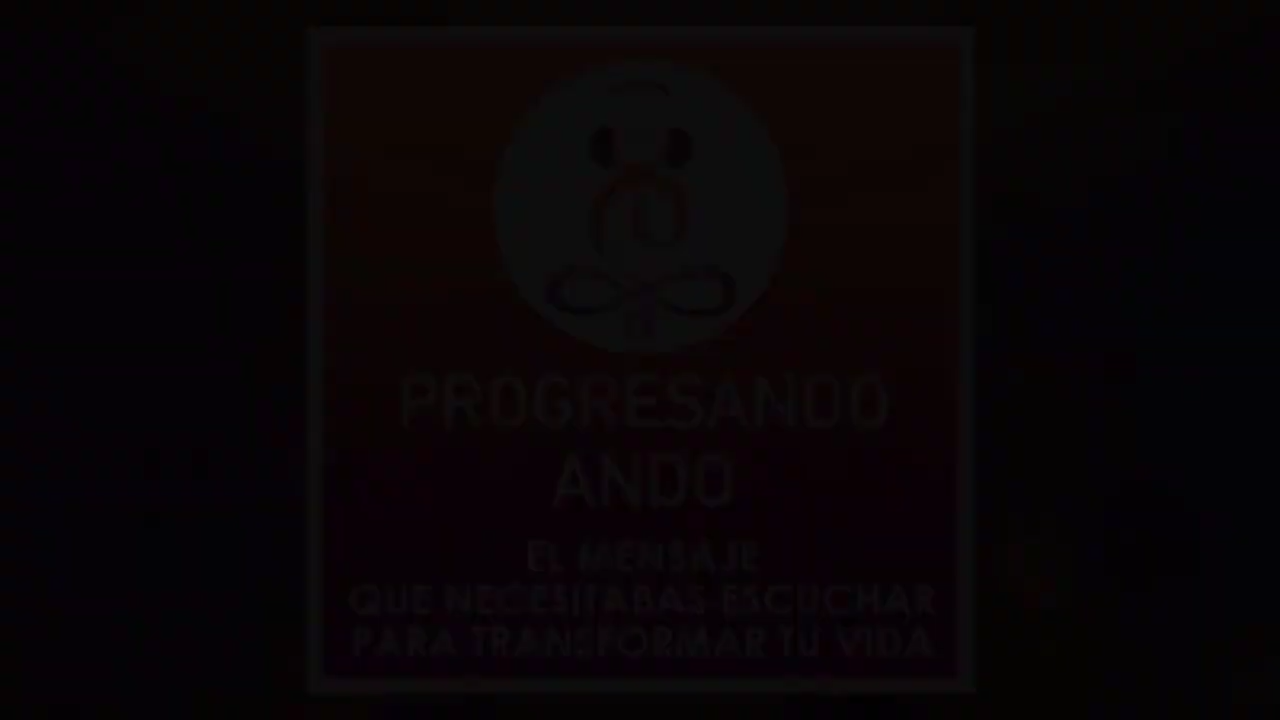 PROGRESANDO
ANDO
EL MENSAJE
QUE NECESITABAS ESCUCHAR
PARA TRANSFORMAR TU VIDA